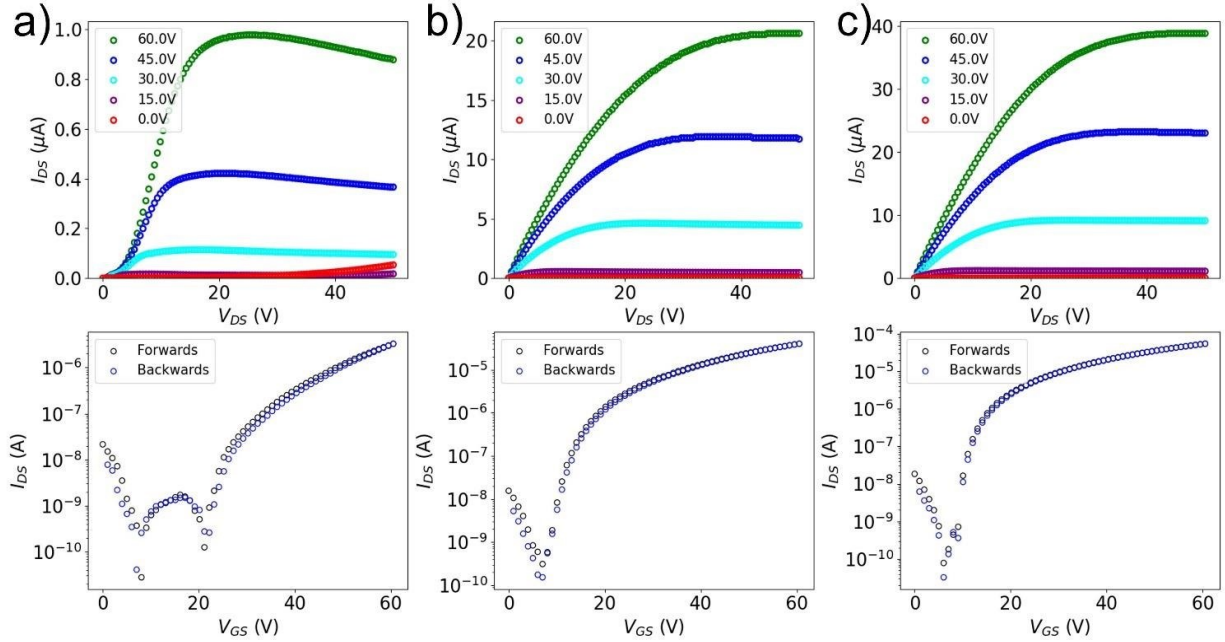 a)
1.0
0.8
0.6
0.4
0.2
0.0
I_DS (μA)
60.0V
45.0V
30.0V
15.0V
0.0V
0
20
40
V_DS (V)
b)
20
15
10
5
0
I_DS (μA)
60.0V
45.0V
30.0V
15.0V
0.0V
0
20
40
V_DS (V)
c)
40
30
20
10
0
I_DS (μA)
60.0V
45.0V
30.0V
15.0V
0.0V
0
20
40
V_DS (V)
10⁻⁶
10⁻⁷
10⁻⁸
10⁻⁹
10⁻¹⁰
I_DS (A)
Forwards
Backwards
0
20
40
60
V_GS (V)
10⁻⁵
10⁻⁶
10⁻⁷
10⁻⁸
10⁻⁹
10⁻¹⁰
I_DS (A)
Forwards
Backwards
0
20
40
60
V_GS (V)
10⁻⁴
10⁻⁵
10⁻⁶
10⁻⁷
10⁻⁸
10⁻⁹
10⁻¹⁰
I_DS (A)
Forwards
Backwards
0
20
40
60
V_GS (V)